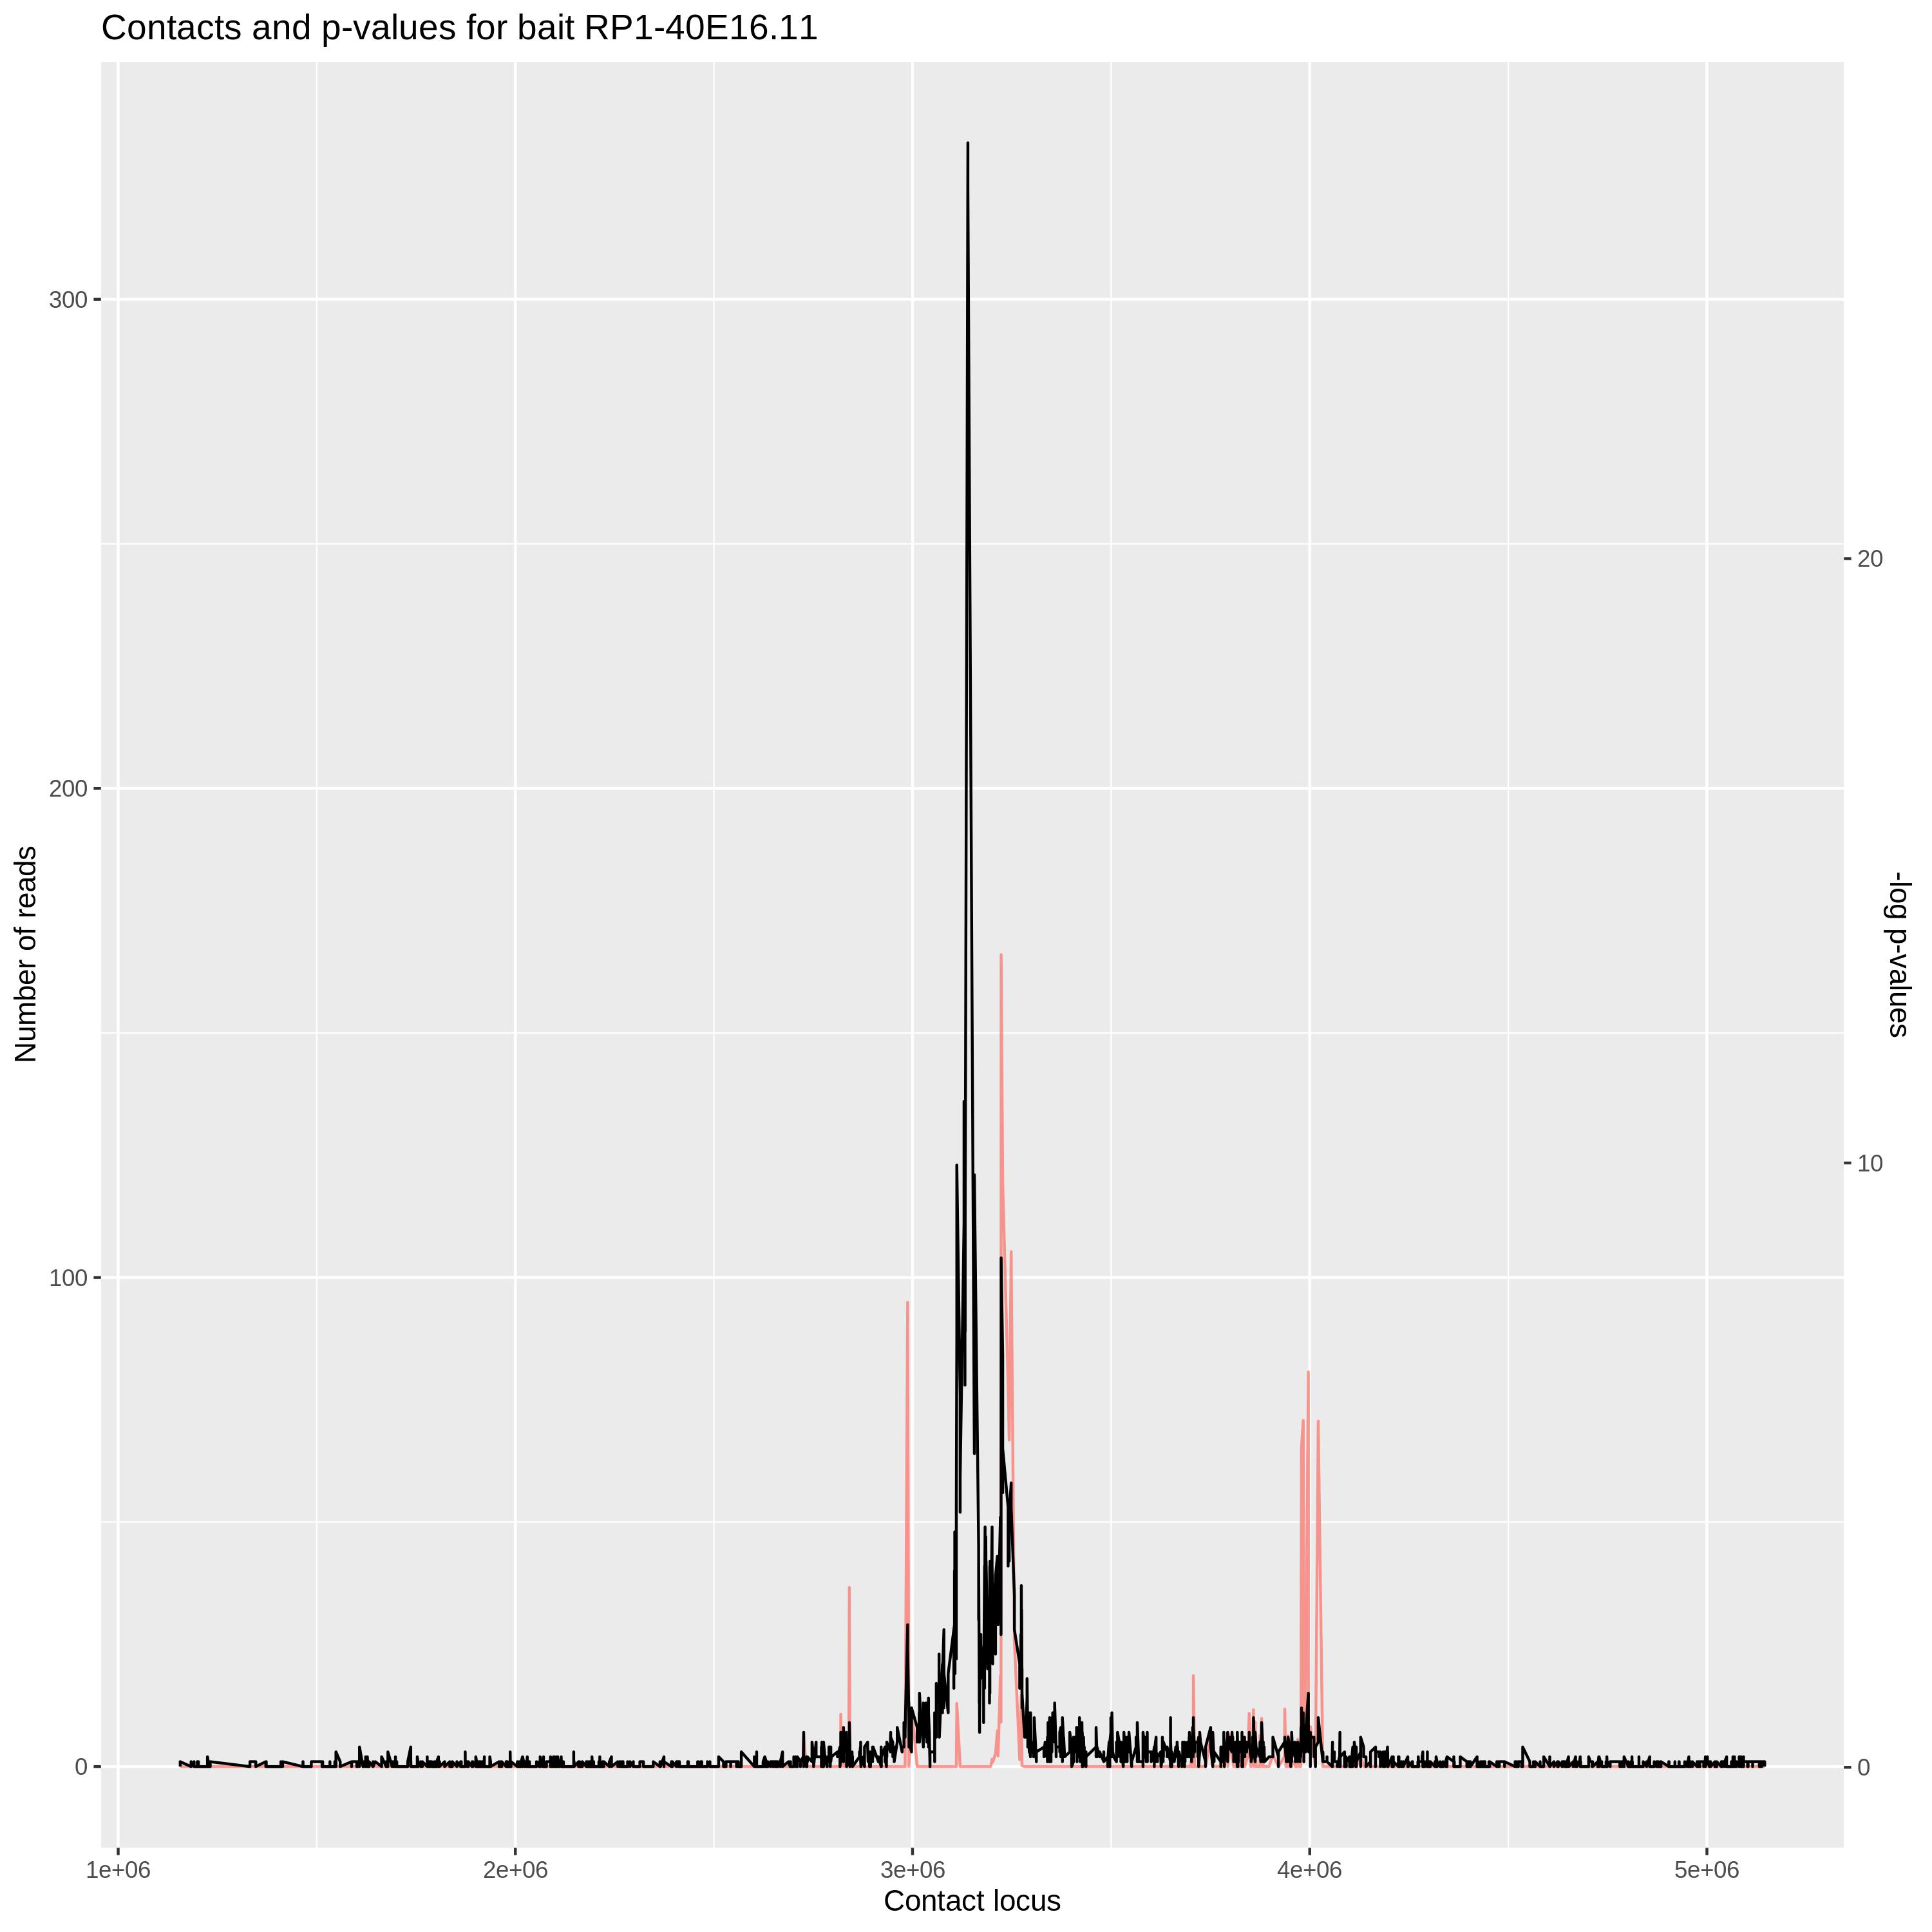 Contacts and p-values for bait RP1-40E16.11
300
200
100
0
Number of reads
20
10
0
-log p-values
1e+06
2e+06
3e+06
4e+06
5e+06
Contact locus